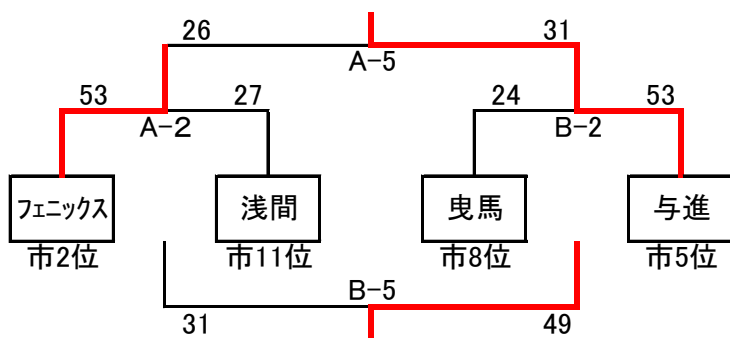 26 31
A-5
53 27 24 53
A-2 B-2
フェニックス 浅間 曳馬 与進
市2位 市11位 市8位 市5位
B-5
31 49